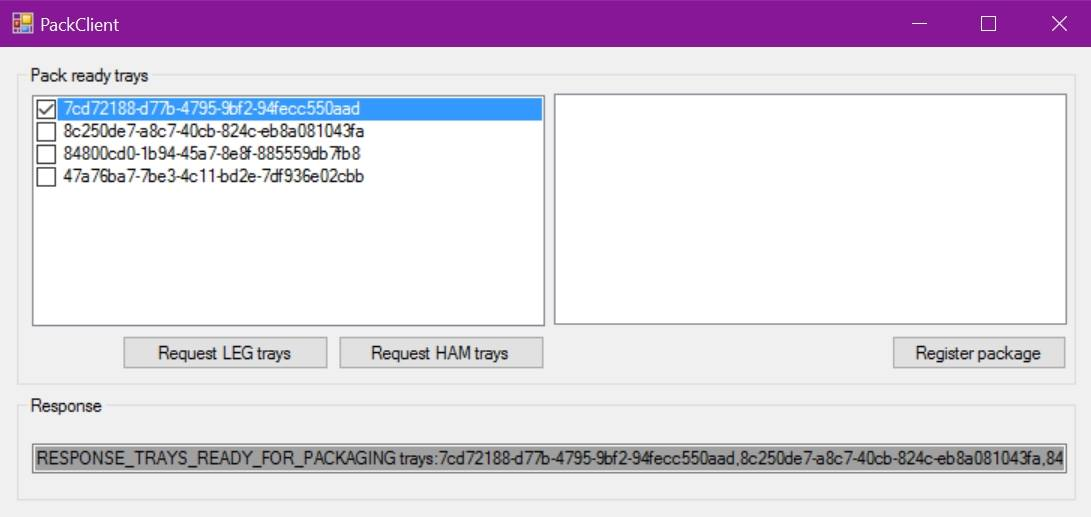 PackClient
Pack ready trays
7cd72188-d77b-4795-9bf2-94fecc550aad
8c250de7-a8c7-40cb-824c-eb8a081043fa
84800cd0-1b94-45a7-8e8f-885559db7fb8
47a76ba7-7be3-4c11-bd2e-7df936e02cbb
Request LEG trays
Request HAM trays
Register package
Response
RESPONSE_TRAYS_READY_FOR_PACKAGING trays:7cd72188-d77b-4795-9bf2-94fecc550aad,8c250de7-a8c7-40cb-824c-eb8a081043fa,84